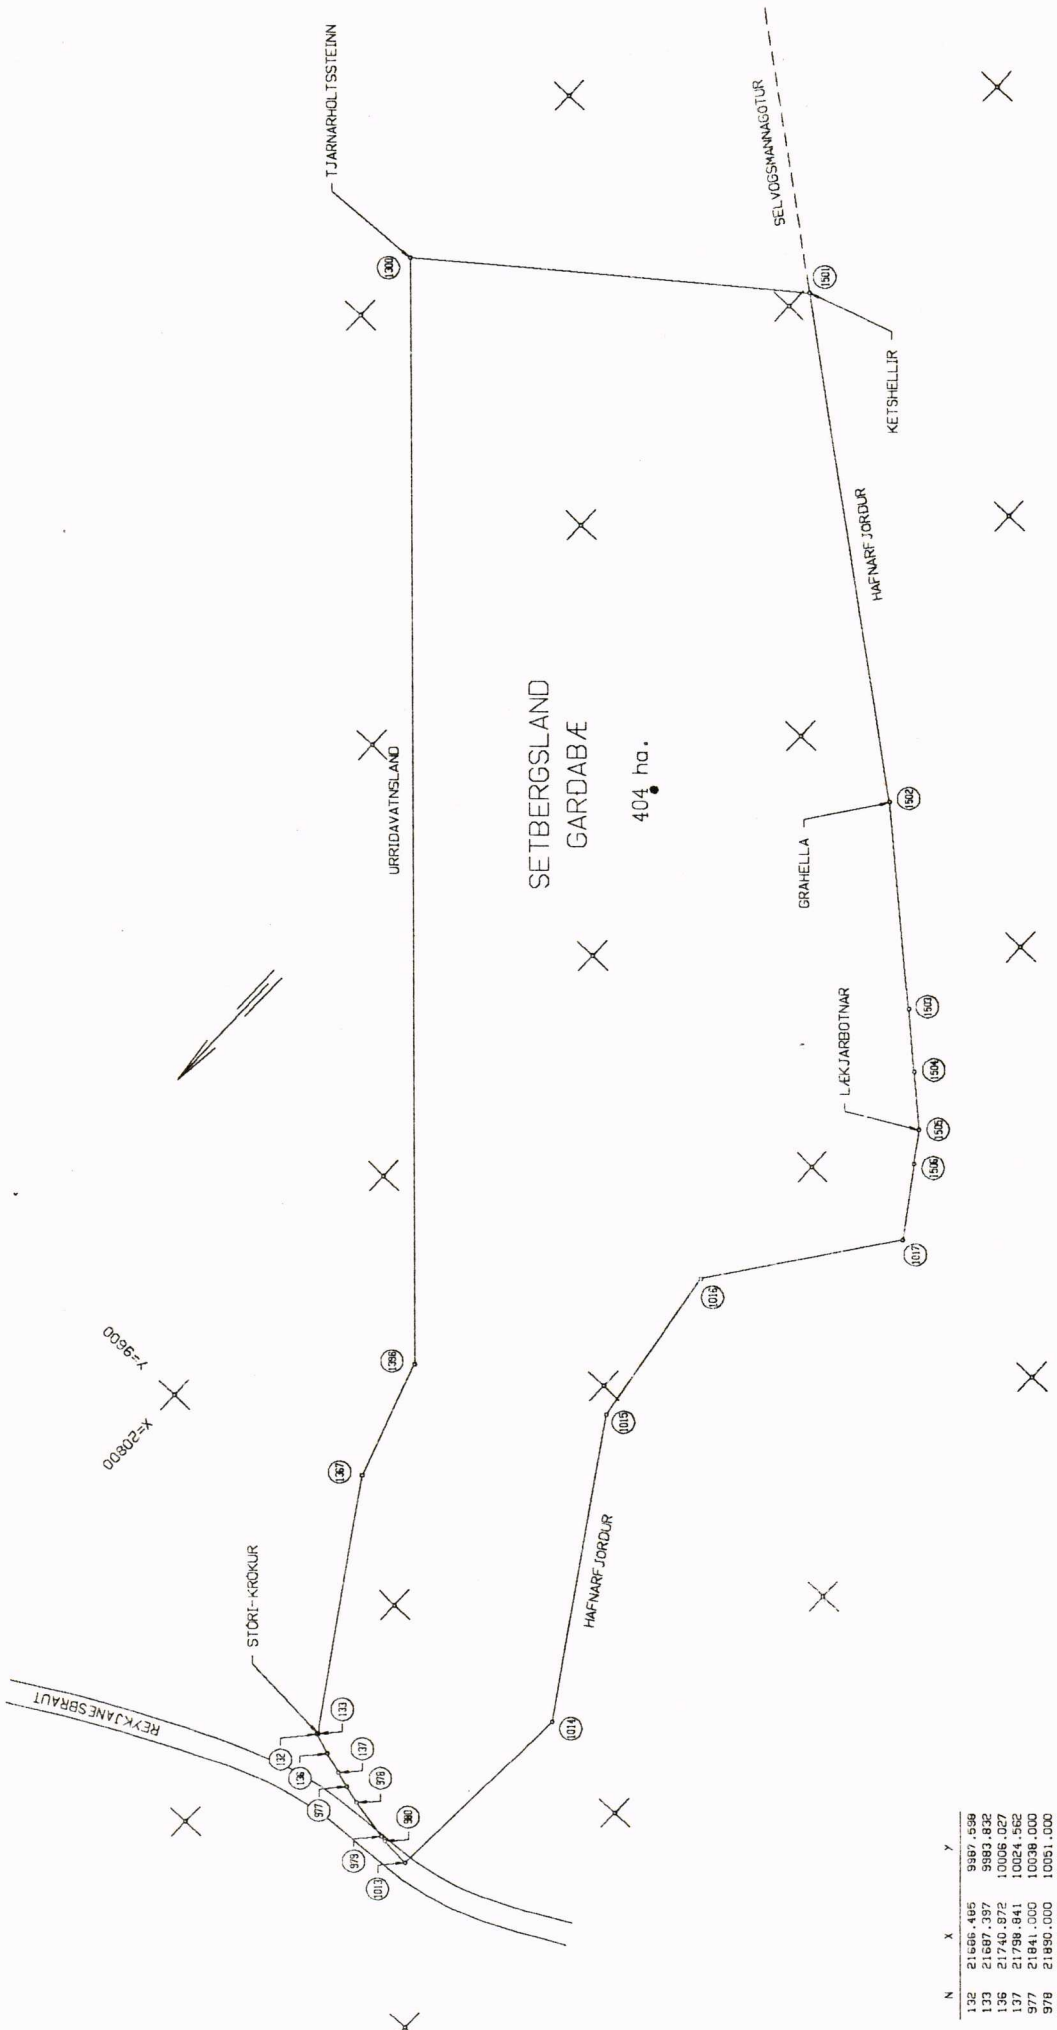 REYKJANESBRAUT
STÓRI-KRÓKUR
X=20800
Y=9600
URRIDAVATNSLAND
TJARNARHOLTSSTEINN
132
133
136
137
977
978
979
980
1013
1367
1396
1300
SETBERGSLAND
GARDABÆ
404 ha.
1014
HAFNARFJORDUR
1015
1016
1017
1506
1505
LÆKJARBOTNAR
1504
1503
GRAHELLA
1502
HAFNARFJORDUR
KETSHELLIR
1501
SELVOGSMANNAGOTUR
N X Y
132 21686.485 9987.598
133 21687.397 9983.832
136 21740.872 10006.027
137 21798.841 10024.562
977 21841.000 10038.000
978 21890.000 10051.000